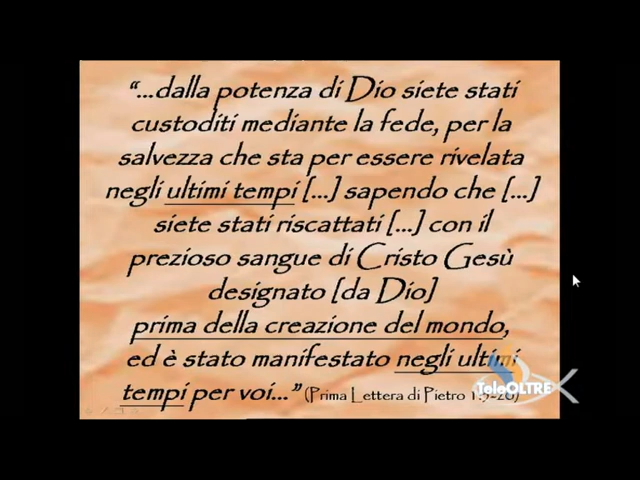 “...dalla potenza di Dio siete stati
custoditi mediante la fede, per la
salvezza che sta per essere rivelata
negli ultimi tempi [...] sapendo che [...]
siete stati riscattati [...] con il
prezioso sangue di Cristo Gesù
designato [da Dio]
prima della creazione del mondo,
ed è stato manifestato negli ultimi
tempi per voi...” (Prima Lettera di Pietro
TeleOLTRE